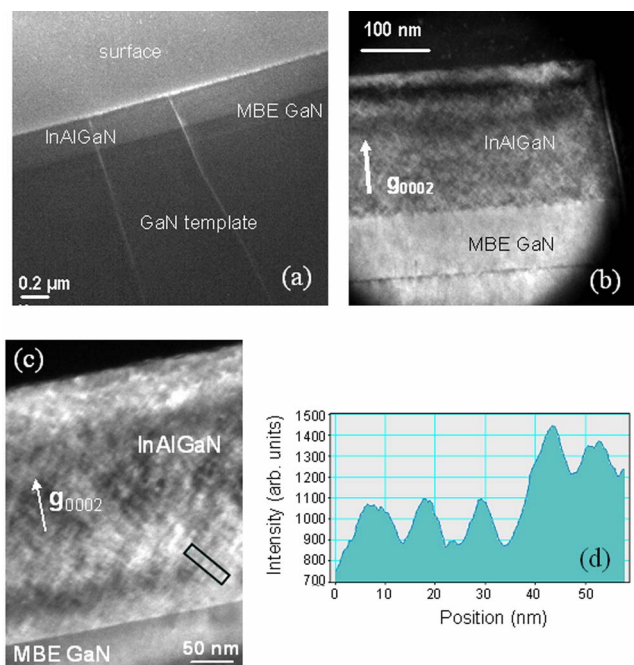 surface
MBE GaN
InAlGaN
GaN template
0.2 µm
(a)
100 nm
InAlGaN
g0002
MBE GaN
(b)
(c)
InAlGaN
g0002
MBE GaN
50 nm
Intensity (arb. units)
1500
1400
1300
1200
1100
1000
900
800
700
0 10 20 30 40 50
Position (nm)
(d)